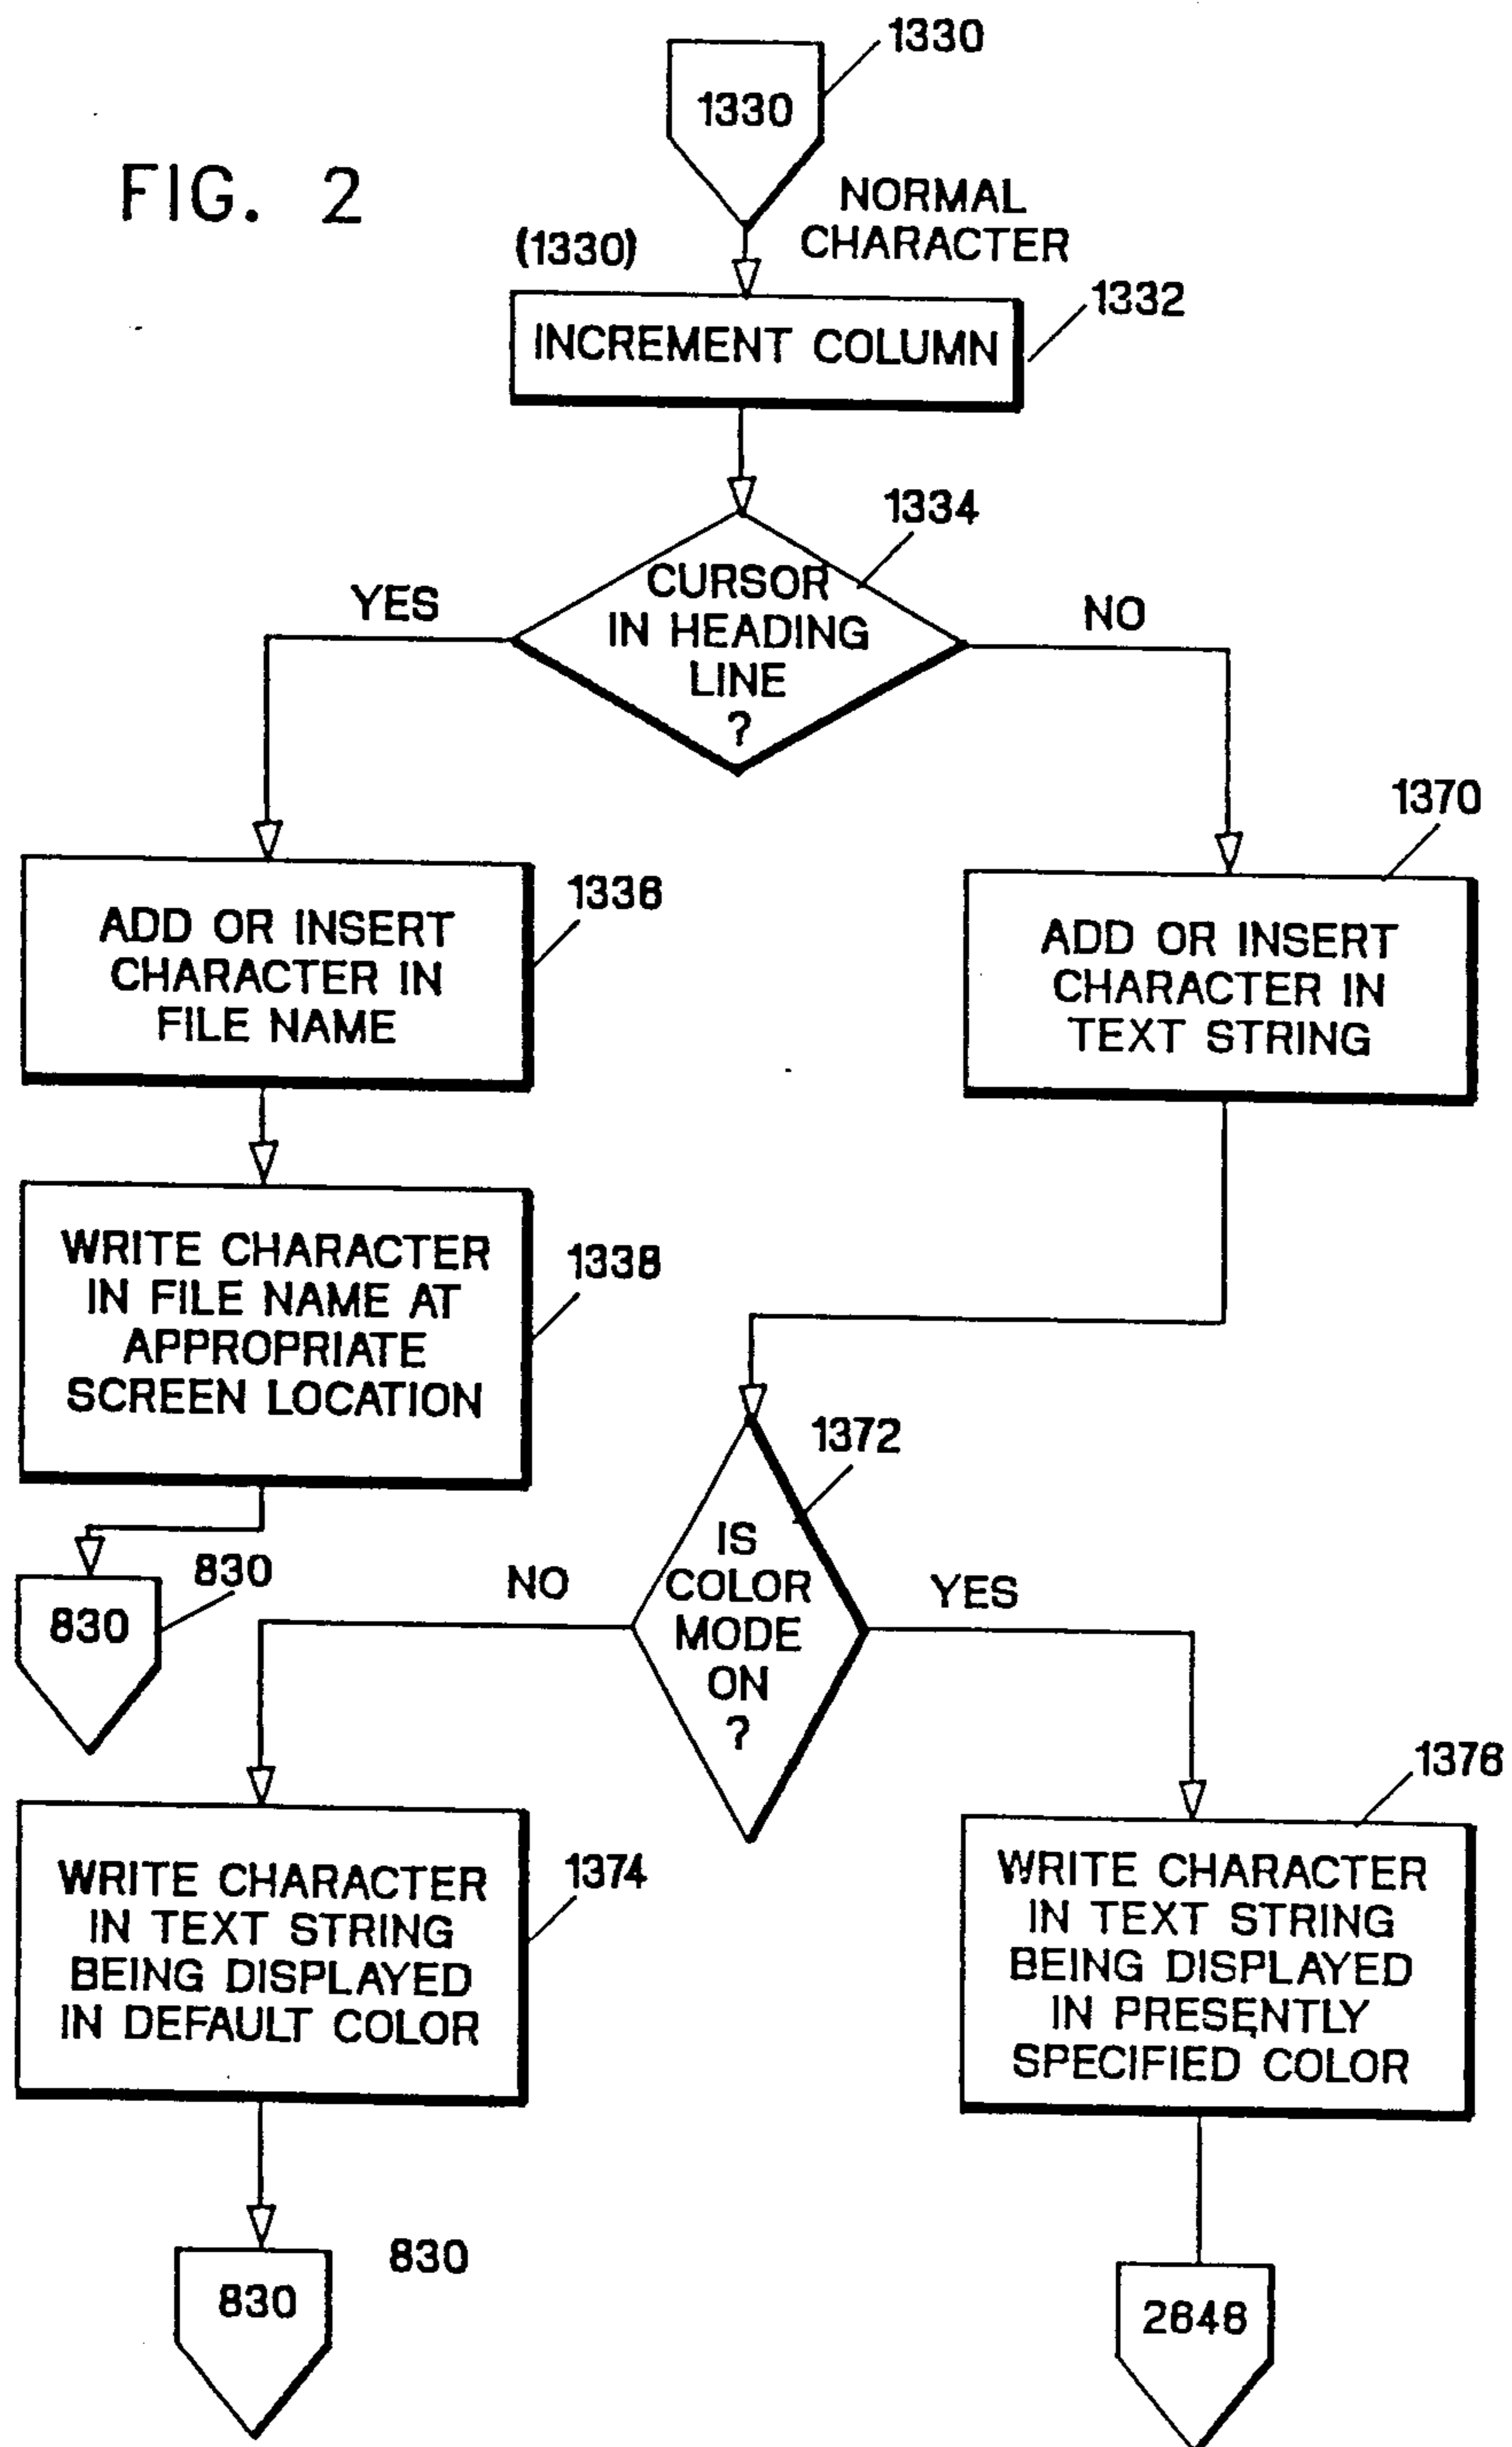 1330
1330
FIG. 2
NORMAL
CHARACTER
(1330)
1332
INCREMENT COLUMN
1334
CURSOR
IN HEADING
LINE
?
YES
NO
1336
ADD OR INSERT
CHARACTER IN
FILE NAME
1370
ADD OR INSERT
CHARACTER IN
TEXT STRING
1338
WRITE CHARACTER
IN FILE NAME AT
APPROPRIATE
SCREEN LOCATION
830
830
1372
IS
COLOR
MODE
ON
?
NO
YES
1374
WRITE CHARACTER
IN TEXT STRING
BEING DISPLAYED
IN DEFAULT COLOR
1376
WRITE CHARACTER
IN TEXT STRING
BEING DISPLAYED
IN PRESENTLY
SPECIFIED COLOR
830
830
2646